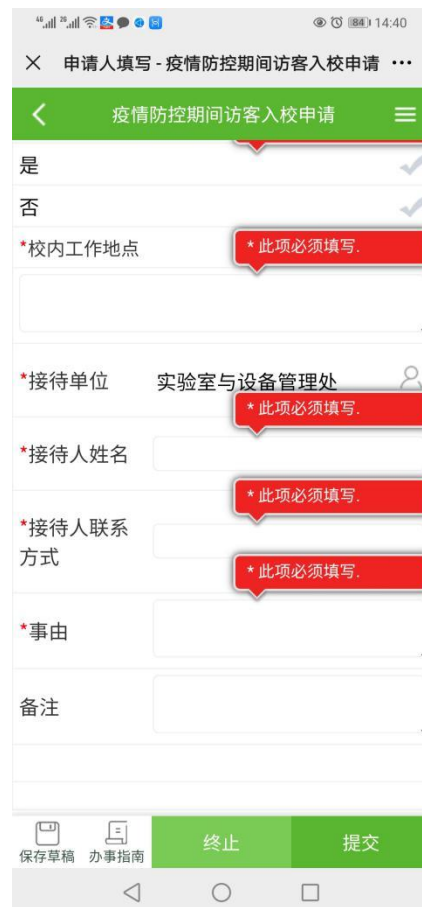 46 26 84 14:40
申请人填写 - 疫情防控期间访客入校申请
疫情防控期间访客入校申请
是
否
*校内工作地点
* 此项必须填写.
*接待单位 实验室与设备管理处
* 此项必须填写.
*接待人姓名
* 此项必须填写.
*接待人联系
方式
* 此项必须填写.
*事由
备注
保存草稿 办事指南 终止 提交